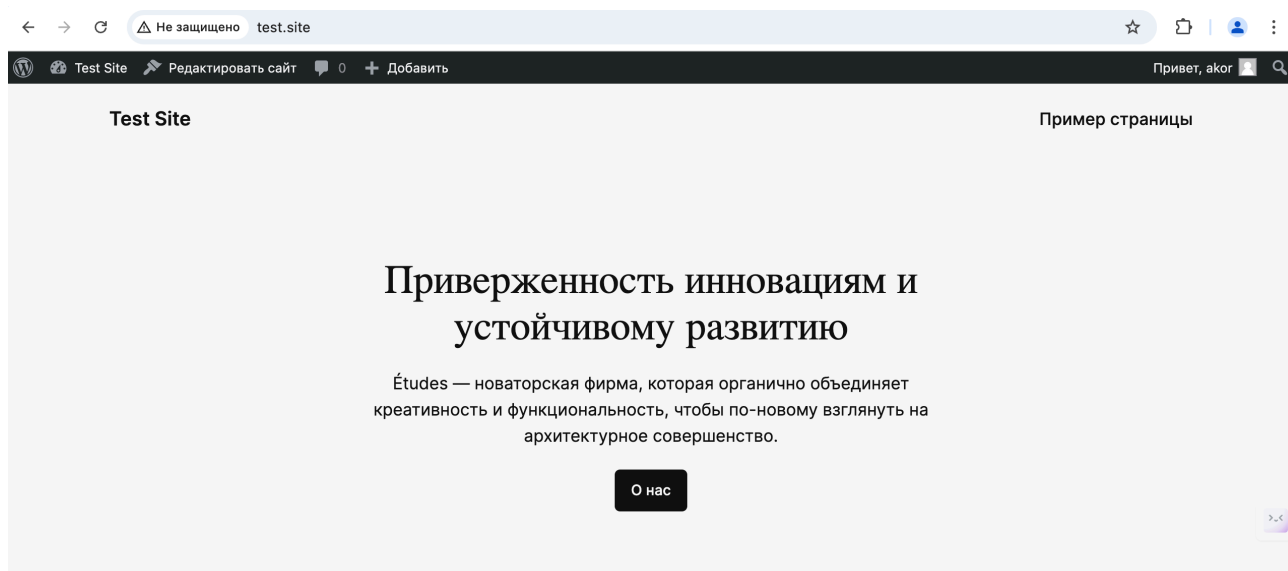 Не защищено test.site
Test Site Редактировать сайт 0 Добавить Привет, akor
Test Site Пример страницы
Приверженность инновациям и
устойчивому развитию
Études — новаторская фирма, которая органично объединяет
креативность и функциональность, чтобы по-новому взглянуть на
архитектурное совершенство.
О нас